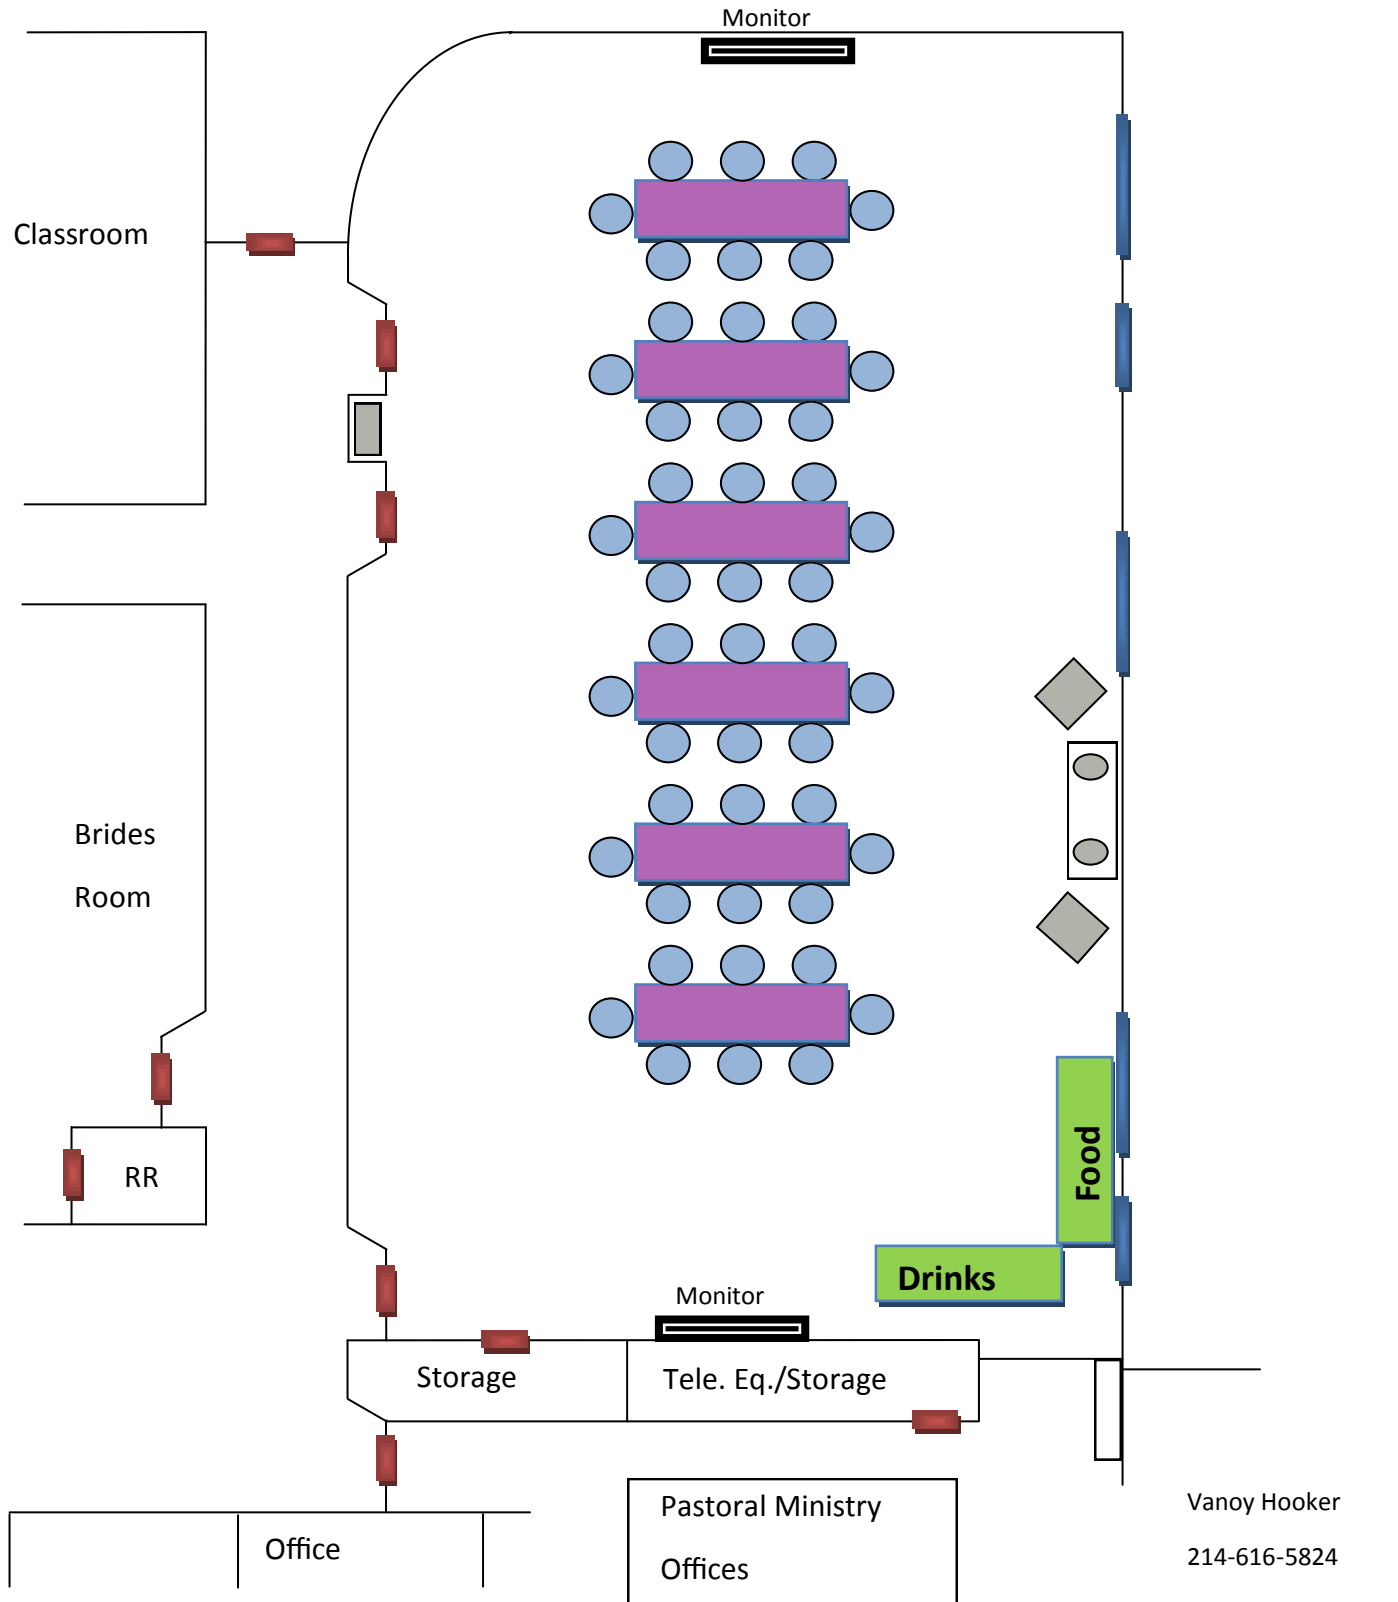 Monitor
Classroom
Brides
Room
RR
Food
Drinks
Monitor
Storage
Tele. Eq./Storage
Pastoral Ministry
Offices
Office
Vanoy Hooker
214-616-5824